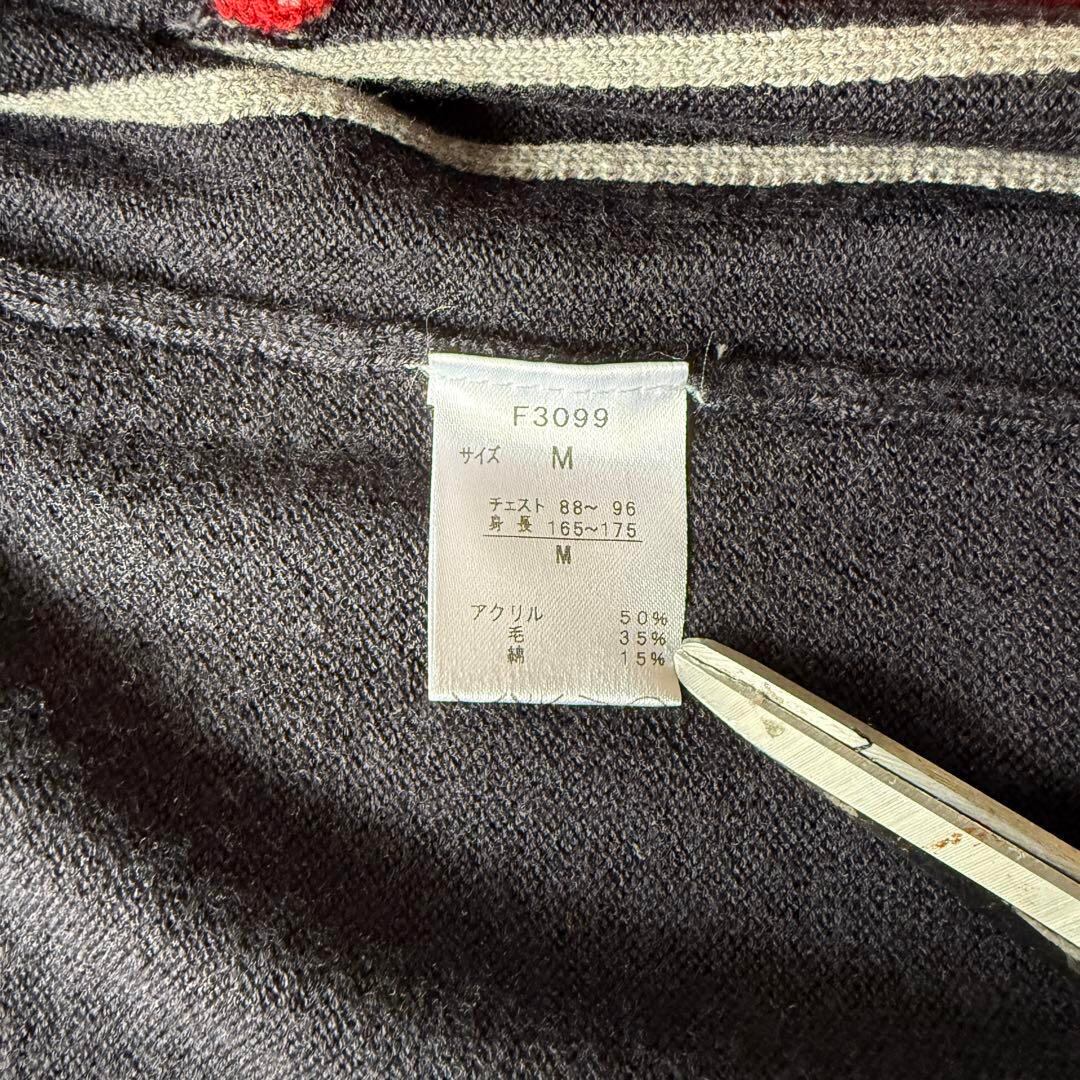 F3099
サイズ M
チェスト 88~ 96
身長 165~175
M
アクリル 50%
毛 35%
綿 15%